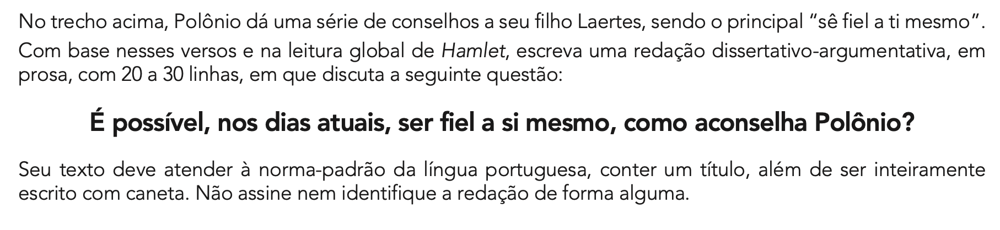 No trecho acima, Polônio dá uma série de conselhos a seu filho Laertes, sendo o principal “sê fiel a ti mesmo”.
Com base nesses versos e na leitura global de Hamlet, escreva uma redação dissertativo-argumentativa, em
prosa, com 20 a 30 linhas, em que discuta a seguinte questão:
É possível, nos dias atuais, ser fiel a si mesmo, como aconselha Polônio?
Seu texto deve atender à norma-padrão da língua portuguesa, conter um título, além de ser inteiramente
escrito com caneta. Não assine nem identifique a redação de forma alguma.